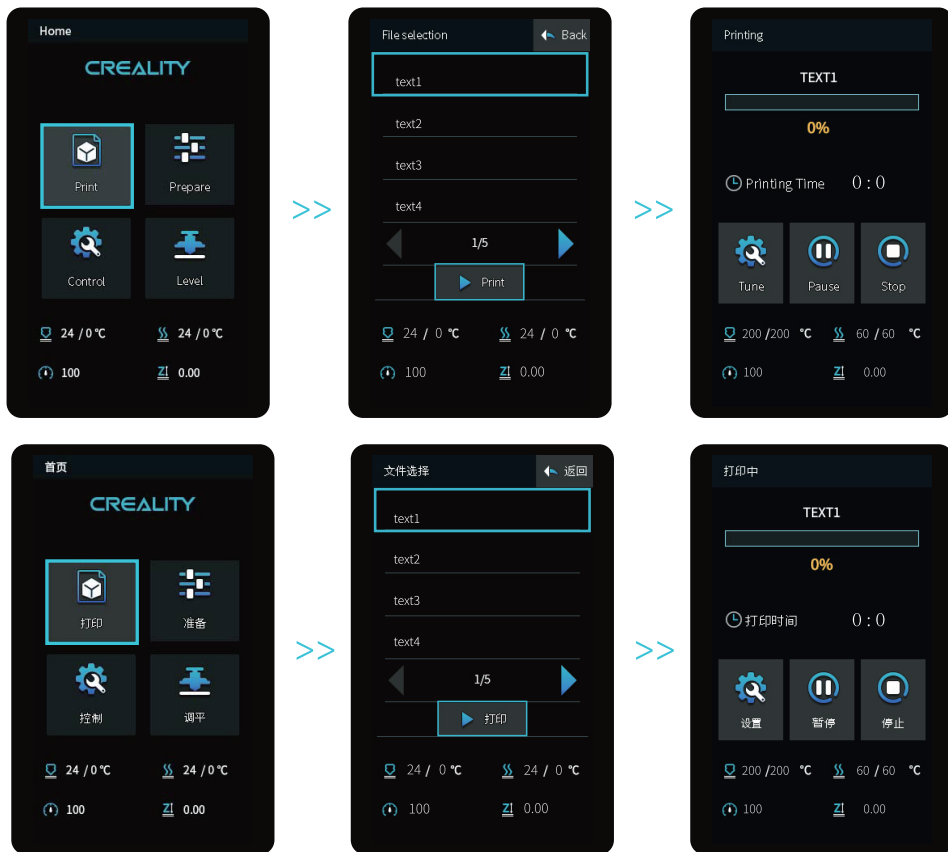 Home
CREALITY
Print
Prepare
Control
Level
24 / 0 ℃
24 / 0 ℃
100
0.00
>>
File selection
Back
text1
text2
text3
text4
1/5
Print
24 / 0 ℃
24 / 0 ℃
100
0.00
>>
Printing
TEXT1
0%
Printing Time 0 : 0
Tune
Pause
Stop
200 /200 ℃
60 / 60 ℃
100
0.00
首页
CREALITY
打印
准备
控制
调平
24 / 0 ℃
24 / 0 ℃
100
0.00
>>
文件选择
返回
text1
text2
text3
text4
1/5
打印
24 / 0 ℃
24 / 0 ℃
100
0.00
>>
打印中
TEXT1
0%
打印时间 0 : 0
设置
暂停
停止
200 /200 ℃
60 / 60 ℃
100
0.00